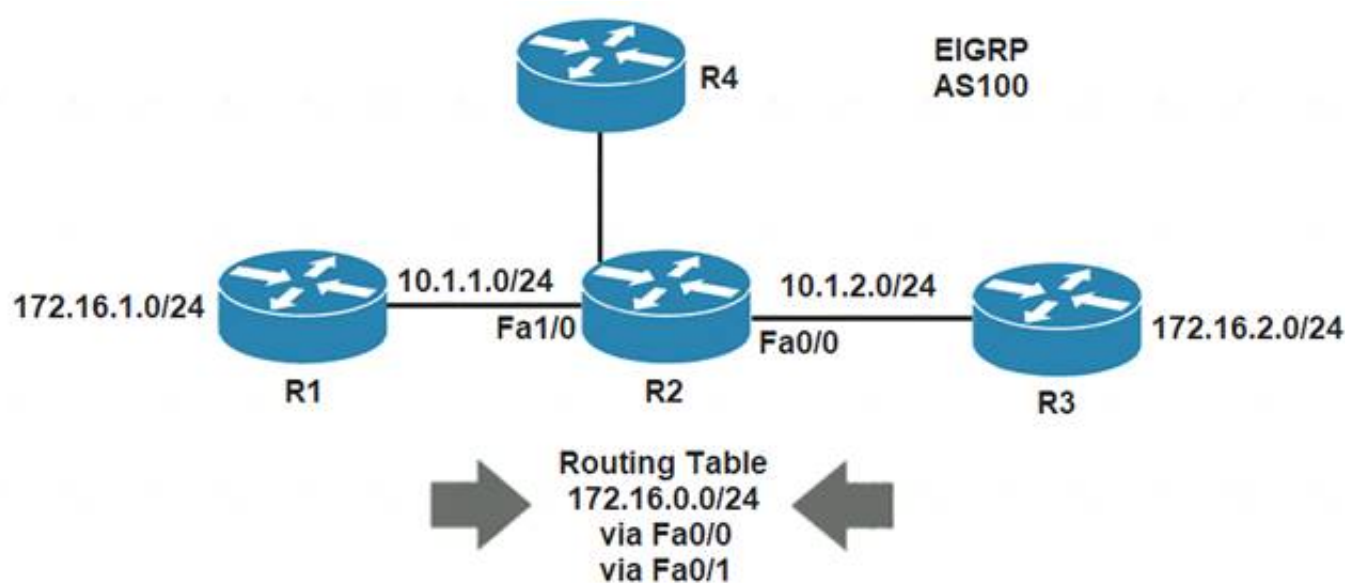 EIGRP
AS100
R4
172.16.1.0/24
10.1.1.0/24
10.1.2.0/24
172.16.2.0/24
Fa1/0
Fa0/0
R1
R2
R3
Routing Table
172.16.0.0/24
via Fa0/0
via Fa0/1